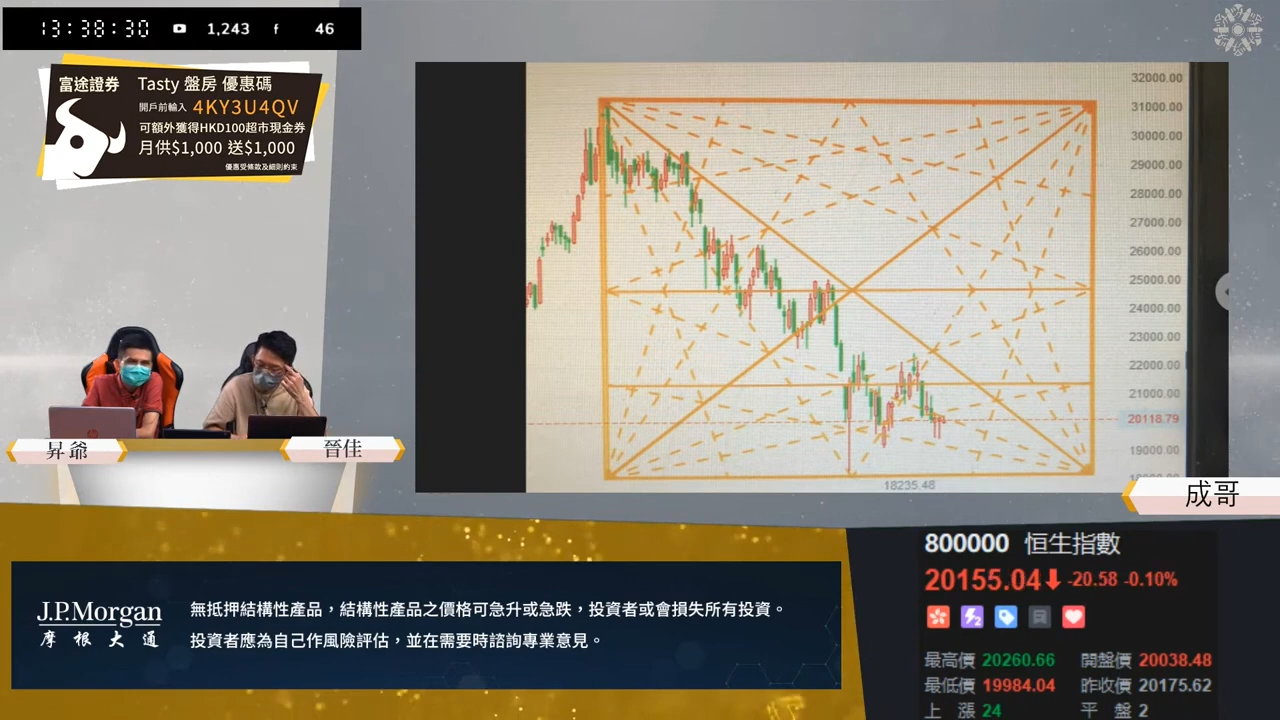 13:38:30 1,243 f 46
富途證券
Tasty 盤房 優惠碼
開戶前輸入 4KY3U4QV
可額外獲得HKD100超市現金券
月供$1,000 送$1,000
優惠受條款及細則約束
32000.00
31000.00
30000.00
29000.00
28000.00
27000.00
26000.00
25000.00
24000.00
23000.00
22000.00
21000.00
20118.79
19000.00
18235.48
昇爺
晉佳
成哥
J.P.Morgan
摩根大通
無抵押結構性產品，結構性產品之價格可急升或急跌，投資者或會損失所有投資。
投資者應為自己作風險評估，並在需要時諮詢專業意見。
800000 恒生指數
20155.04 -20.58 -0.10%
最高價 20260.66 開盤價 20038.48
最低價 19984.04 昨收價 20175.62
上漲 24 平盤 2